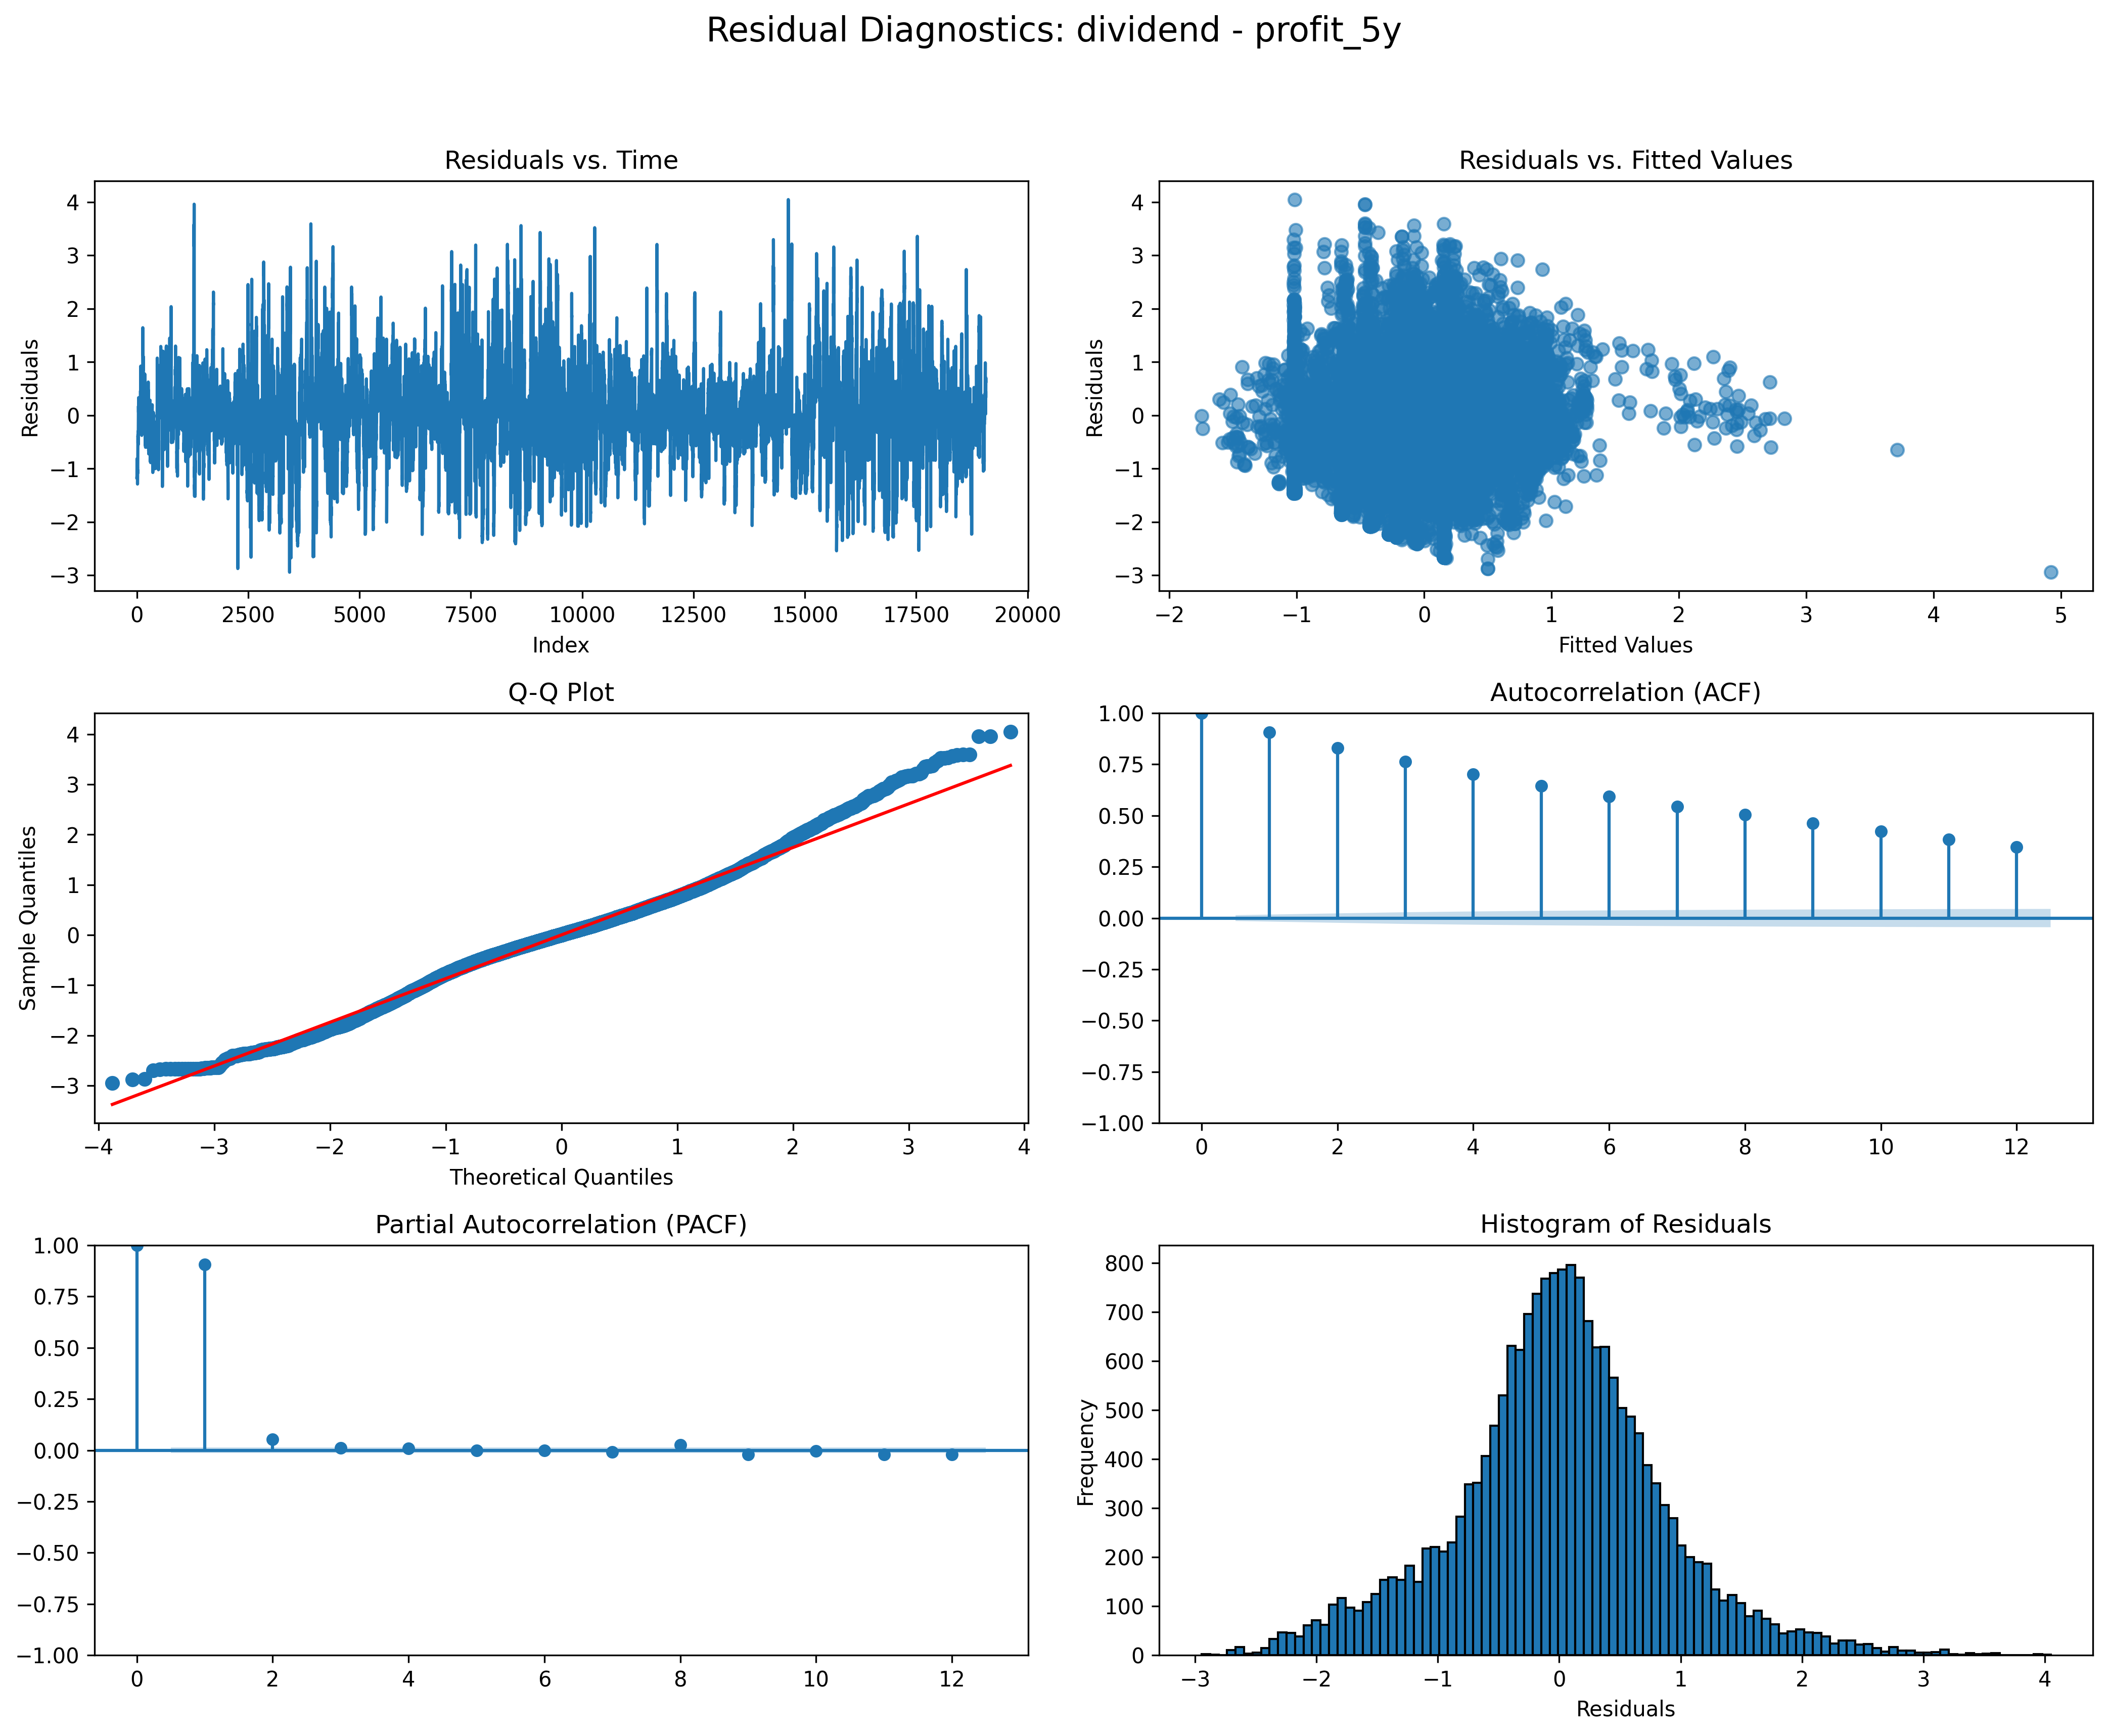 Residual Diagnostics: dividend - profit_5y
Residuals vs. Time
Residuals
4
3
2
1
0
−1
−2
−3
0 2500 5000 7500 10000 12500 15000 17500 20000
Index
Residuals vs. Fitted Values
Residuals
4
3
2
1
0
−1
−2
−3
−2 −1 0 1 2 3 4 5
Fitted Values
Q-Q Plot
Sample Quantiles
4
3
2
1
0
−1
−2
−3
−4 −3 −2 −1 0 1 2 3 4
Theoretical Quantiles
Autocorrelation (ACF)
1.00
0.75
0.50
0.25
0.00
−0.25
−0.50
−0.75
−1.00
0 2 4 6 8 10 12
Partial Autocorrelation (PACF)
1.00
0.75
0.50
0.25
0.00
−0.25
−0.50
−0.75
−1.00
0 2 4 6 8 10 12
Histogram of Residuals
Frequency
800
700
600
500
400
300
200
100
0
−3 −2 −1 0 1 2 3 4
Residuals